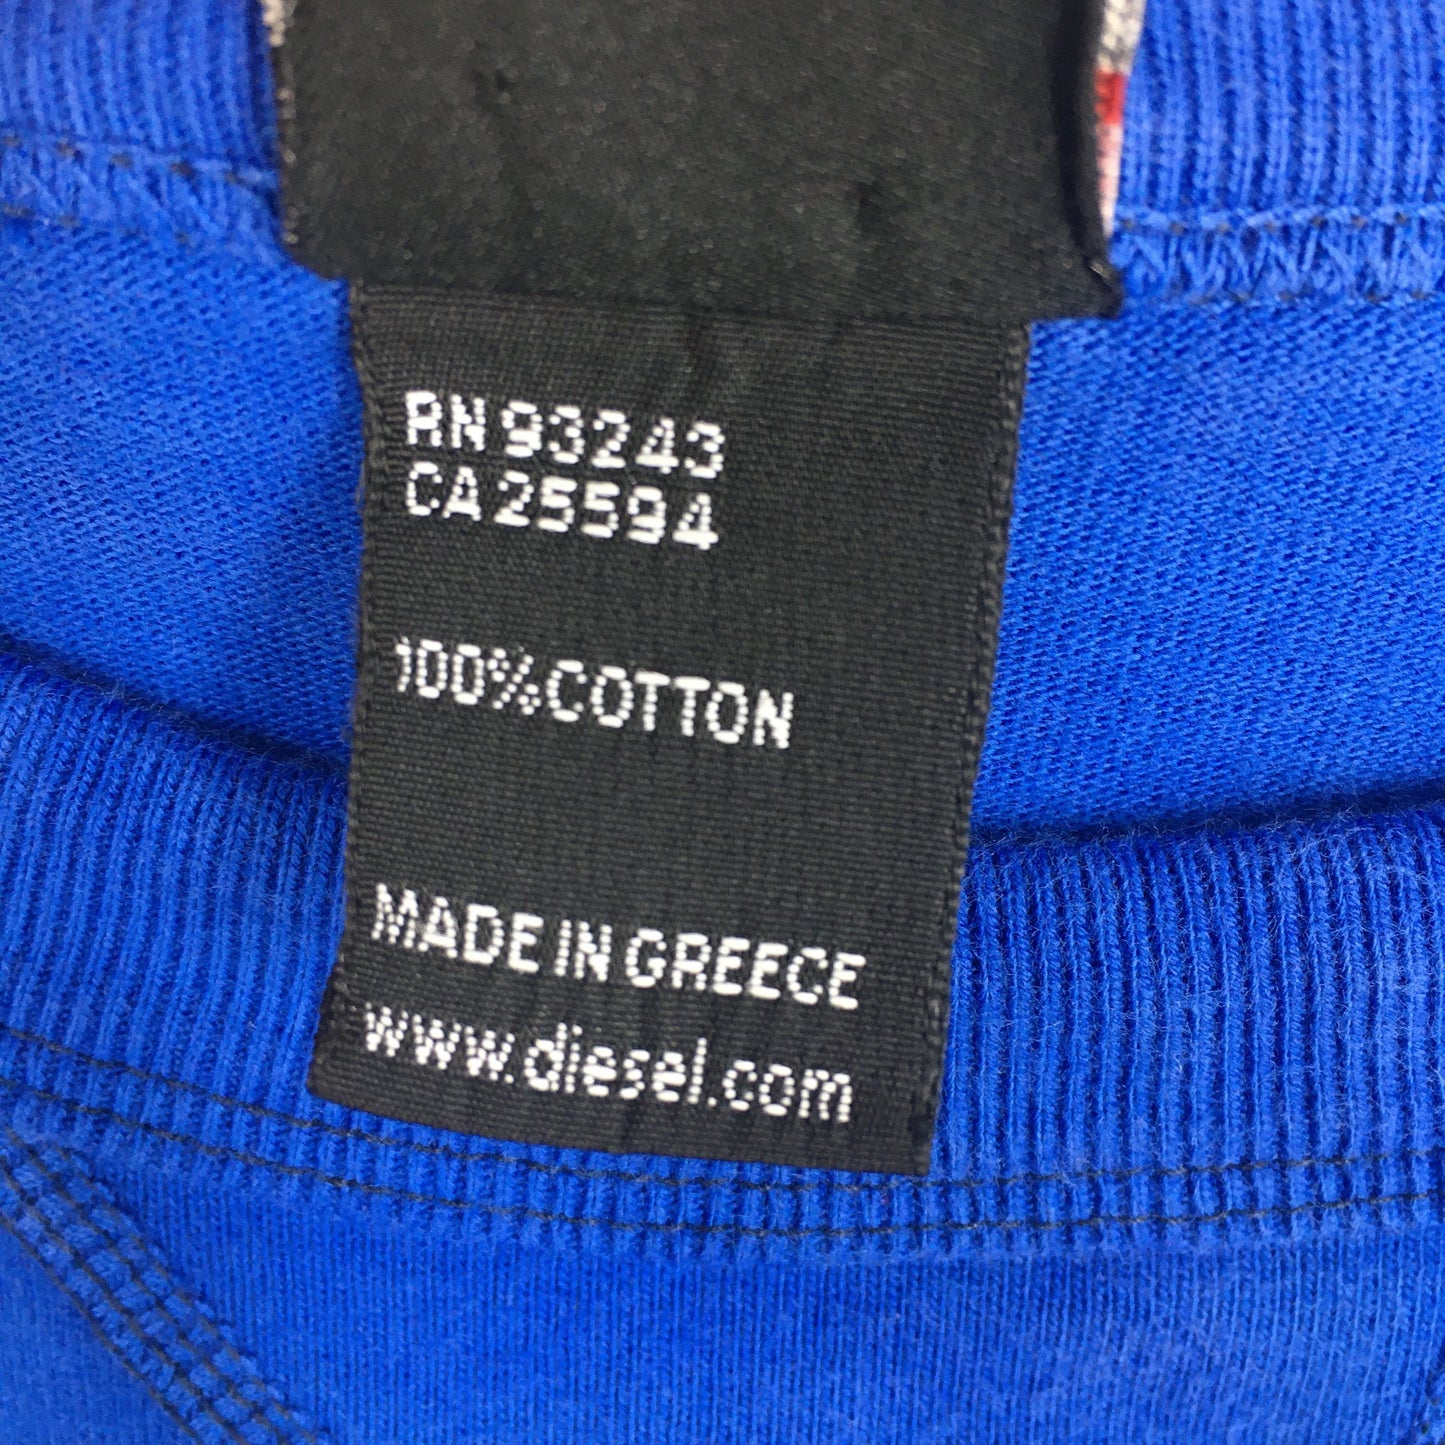 RN 93243
CA 25594
100% COTTON
MADE IN GREECE
www.diesel.com